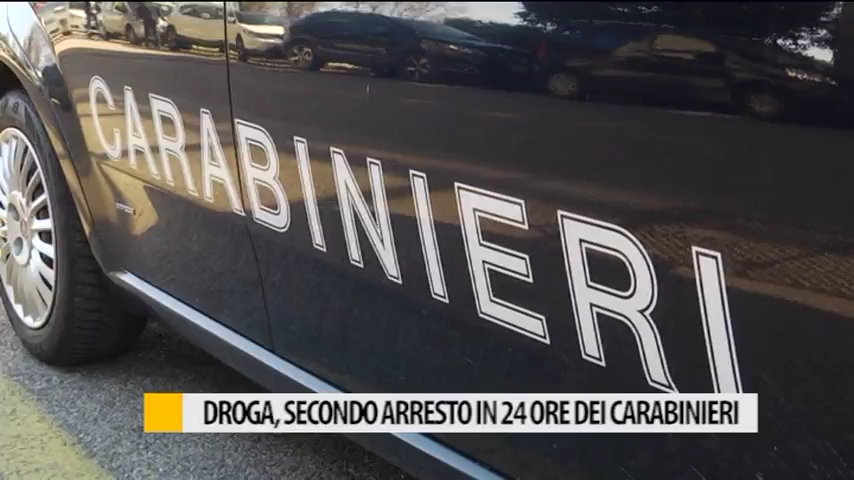 CARABINIERI
DROGA, SECONDO ARRESTO IN 24 ORE DEI CARABINIERI